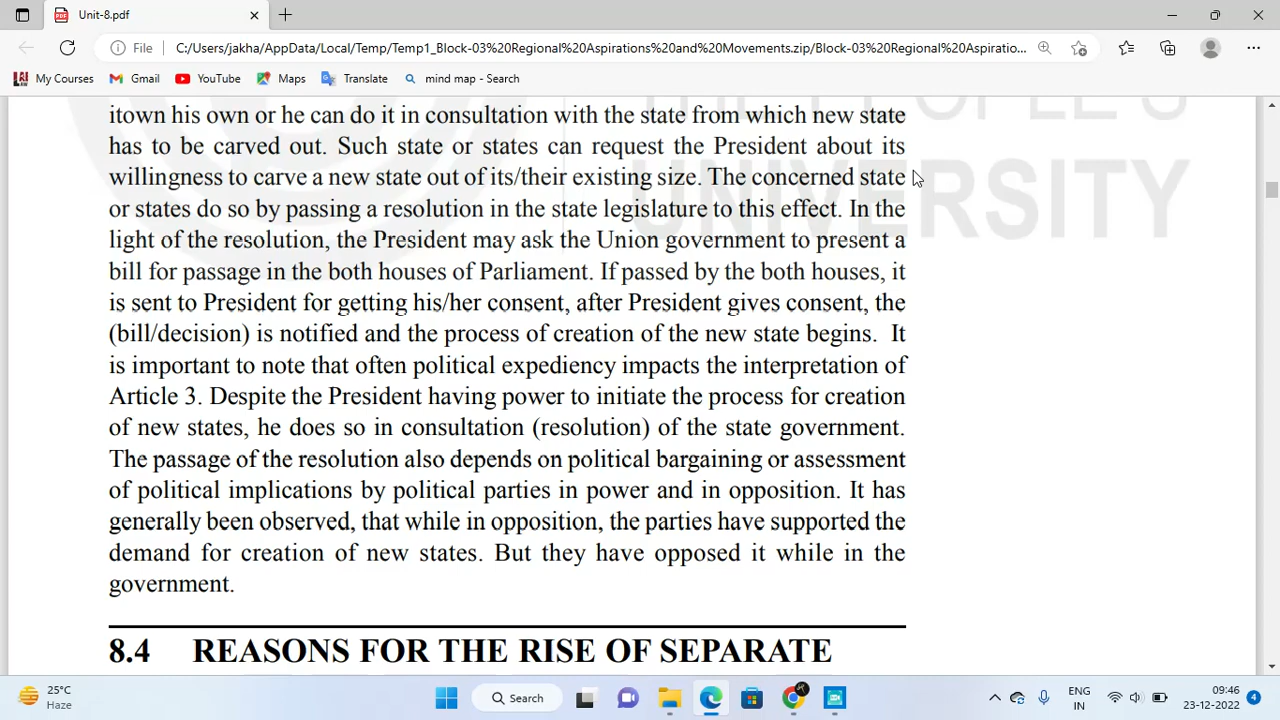 Unit-8.pdf
File
C:/Users/jakha/AppData/Local/Temp/Temp1_Block-03%20Regional%20Aspirations%20and%20Movements.zip/Block-03%20Regional%20Aspiratio...
My Courses
Gmail
YouTube
Maps
Translate
mind map - Search
UNIVERSITY
itown his own or he can do it in consultation with the state from which new state
has to be carved out. Such state or states can request the President about its
willingness to carve a new state out of its/their existing size. The concerned state
or states do so by passing a resolution in the state legislature to this effect. In the
light of the resolution, the President may ask the Union government to present a
bill for passage in the both houses of Parliament. If passed by the both houses, it
is sent to President for getting his/her consent, after President gives consent, the
(bill/decision) is notified and the process of creation of the new state begins. It
is important to note that often political expediency impacts the interpretation of
Article 3. Despite the President having power to initiate the process for creation
of new states, he does so in consultation (resolution) of the state government.
The passage of the resolution also depends on political bargaining or assessment
of political implications by political parties in power and in opposition. It has
generally been observed, that while in opposition, the parties have supported the
demand for creation of new states. But they have opposed it while in the
government.
8.4 REASONS FOR THE RISE OF SEPARATE
25°C
Haze
Search
ENG
IN
09:46
23-12-2022
4